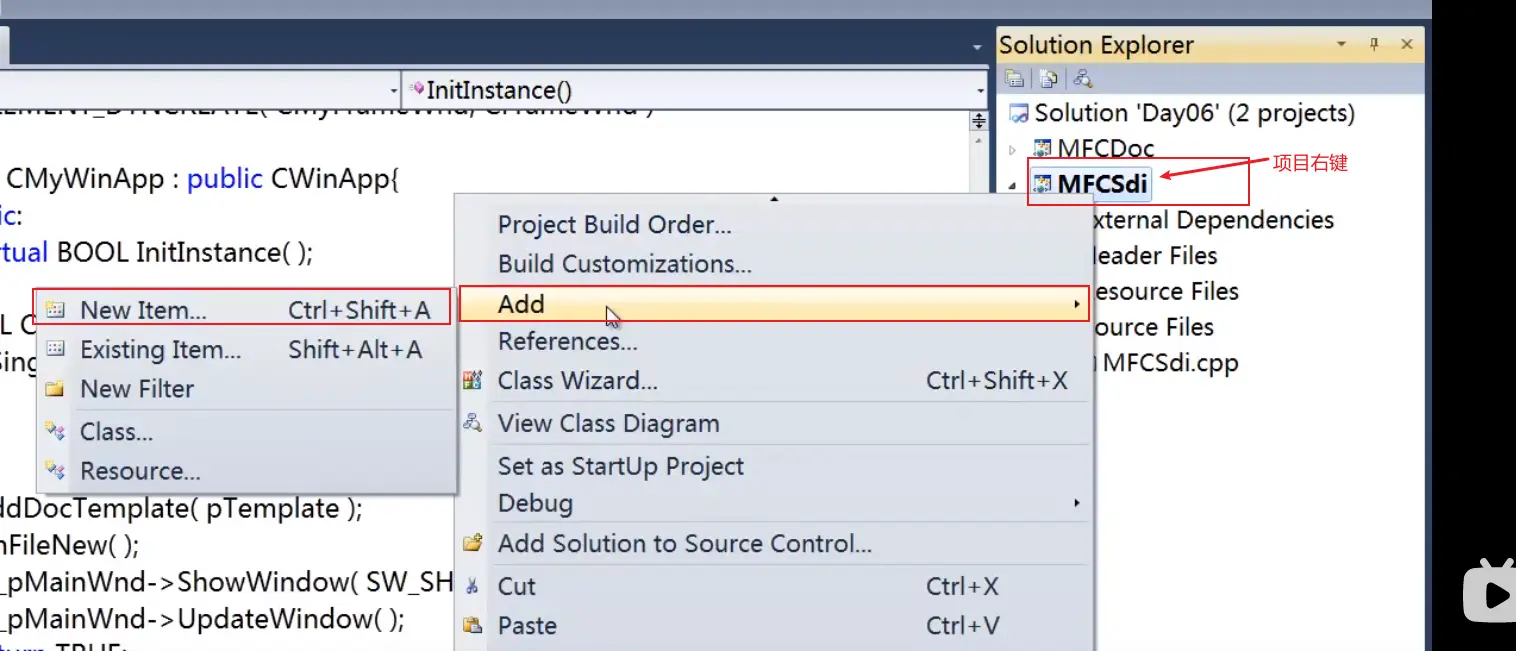 Solution Explorer
InitInstance()
Solution 'Day06' (2 projects)
MFCDoc
CMyWinApp : public CWinApp{
项目右键
MFCSdi
ic:
xternal Dependencies
Project Build Order...
rtual BOOL InitInstance( );
eader Files
Build Customizations...
esource Files
New Item... Ctrl+Shift+A
Add
ource Files
L C
References...
Existing Item... Shift+Alt+A
MFCSdi.cpp
Sing
Class Wizard... Ctrl+Shift+X
New Filter
View Class Diagram
Class...
Set as StartUp Project
Resource...
Debug
ddDocTemplate( pTemplate );
nFileNew( );
Add Solution to Source Control...
_pMainWnd->ShowWindow( SW_SH
Cut Ctrl+X
_pMainWnd->UpdateWindow( );
Paste Ctrl+V